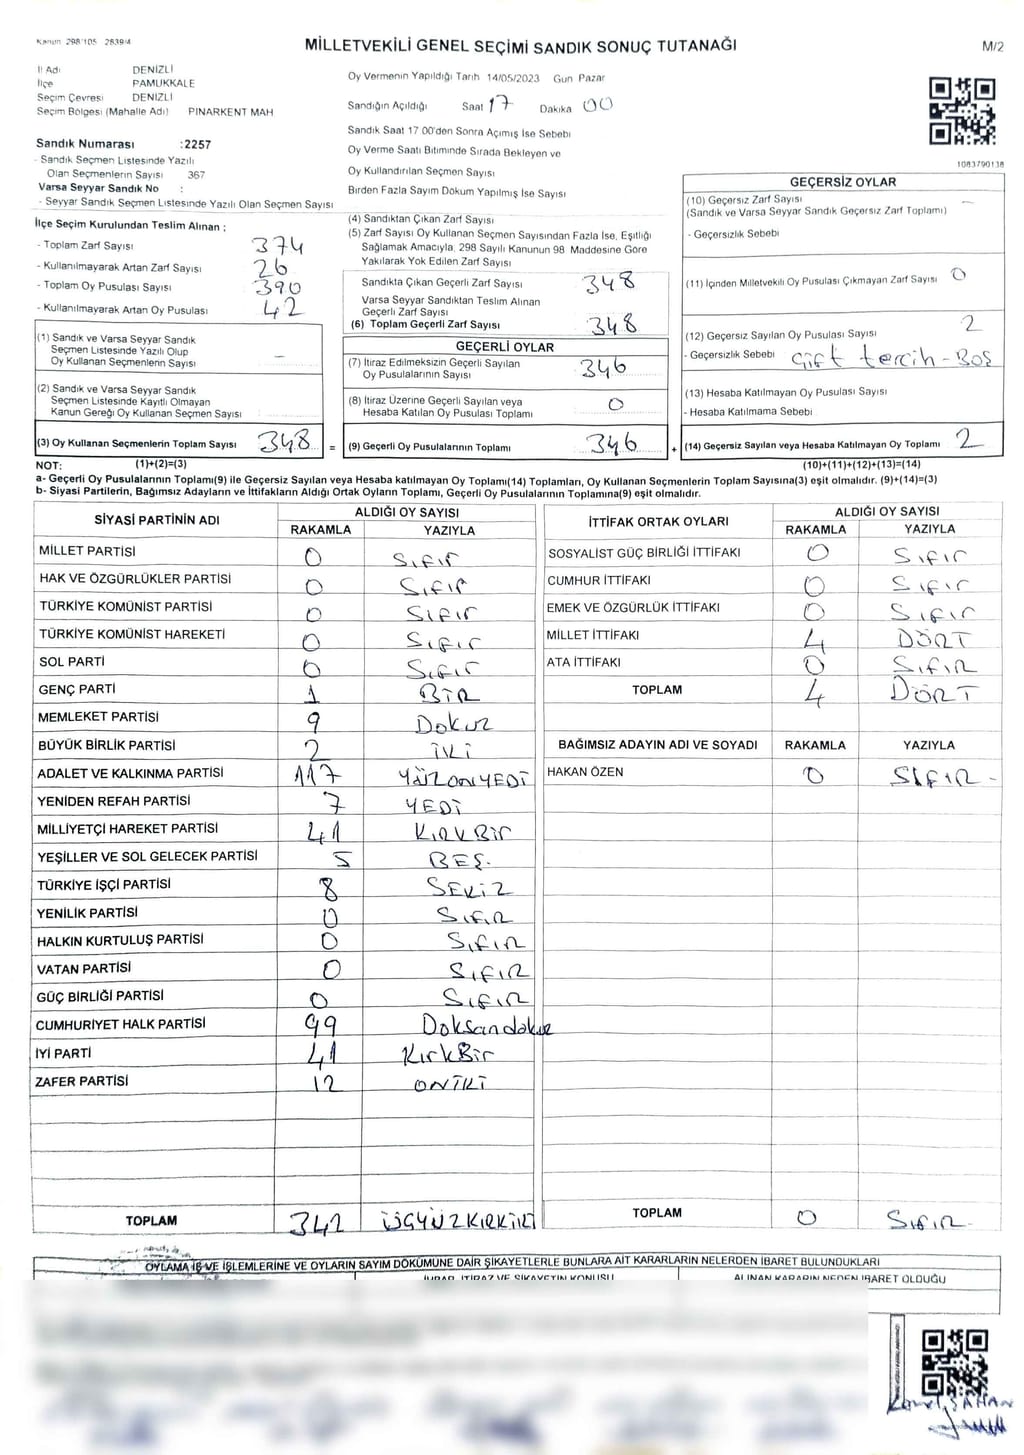 Kanun 298/105 2839/4
MİLLETVEKİLİ GENEL SEÇİMİ SANDIK SONUÇ TUTANAĞI
M/2
İl Adı DENİZLİ
İlçe PAMUKKALE
Seçim Çevresi DENİZLİ
Seçim Bölgesi (Mahalle Adı) PINARKENT MAH
Oy Vermenin Yapıldığı Tarih 14/05/2023 Gün Pazar
Sandığın Açıldığı Saat 17 Dakika 00
Sandık Saat 17.00'den Sonra Açımış İse Sebebi
Oy Verme Saati Bitiminde Sırada Bekleyen ve
Oy Kullandırılan Seçmen Sayısı
Birden Fazla Sayım Döküm Yapılmış İse Sayısı
1083790138
Sandık Numarası :2257
- Sandık Seçmen Listesinde Yazılı
Olan Seçmenlerin Sayısı 367
Varsa Seyyar Sandık No :
- Seyyar Sandık Seçmen Listesinde Yazılı Olan Seçmen Sayısı
İlçe Seçim Kurulundan Teslim Alınan ;
- Toplam Zarf Sayısı 374
- Kullanılmayarak Artan Zarf Sayısı 26
- Toplam Oy Pusulası Sayısı 390
- Kullanılmayarak Artan Oy Pusulası 42
(1) Sandık ve Varsa Seyyar Sandık
Seçmen Listesinde Yazılı Olup
Oy Kullanan Seçmenlerin Sayısı —
(2) Sandık ve Varsa Seyyar Sandık
Seçmen Listesinde Kayıtlı Olmayan
Kanun Gereği Oy Kullanan Seçmen Sayısı
(3) Oy Kullanan Seçmenlerin Toplam Sayısı 348 =
(4) Sandıktan Çıkan Zarf Sayısı
(5) Zarf Sayısı Oy Kullanan Seçmen Sayısından Fazla İse, Eşitliği
Sağlamak Amacıyla, 298 Sayılı Kanunun 98 Maddesine Göre
Yakılarak Yok Edilen Zarf Sayısı
Sandıkta Çıkan Geçerli Zarf Sayısı 348
Varsa Seyyar Sandıktan Teslim Alınan
Geçerli Zarf Sayısı
(6) Toplam Geçerli Zarf Sayısı 348
GEÇERLİ OYLAR
(7) İtiraz Edilmeksizin Geçerli Sayılan
Oy Pusulalarının Sayısı 346
(8) İtiraz Üzerine Geçerli Sayılan veya
Hesaba Katılan Oy Pusulası Toplamı 0
(9) Geçerli Oy Pusulalarının Toplamı 346 +
GEÇERSİZ OYLAR
(10) Geçersiz Zarf Sayısı —
(Sandık ve Varsa Seyyar Sandık Geçersiz Zarf Toplamı)
- Geçersizlik Sebebi
(11) İçinden Milletvekili Oy Pusulası Çıkmayan Zarf Sayısı 0
(12) Geçersiz Sayılan Oy Pusulası Sayısı 2
- Geçersizlik Sebebi Çift tercih - Boş
(13) Hesaba Katılmayan Oy Pusulası Sayısı
- Hesaba Katılmama Sebebi
(14) Geçersiz Sayılan veya Hesaba Katılmayan Oy Toplamı 2
NOT: (1)+(2)=(3) (10)+(11)+(12)+(13)=(14)
a- Geçerli Oy Pusulalarının Toplamı(9) ile Geçersiz Sayılan veya Hesaba katılmayan Oy Toplamı(14) Toplamları, Oy Kullanan Seçmenlerin Toplam Sayısına(3) eşit olmalıdır. (9)+(14)=(3)
b- Siyasi Partilerin, Bağımsız Adayların ve İttifakların Aldığı Ortak Oyların Toplamı, Geçerli Oy Pusulalarının Toplamına(9) eşit olmalıdır.
SİYASİ PARTİNİN ADI ALDIĞI OY SAYISI
RAKAMLA YAZIYLA
MİLLET PARTİSİ 0 Sıfır
HAK VE ÖZGÜRLÜKLER PARTİSİ 0 Sıfır
TÜRKİYE KOMÜNİST PARTİSİ 0 Sıfır
TÜRKİYE KOMÜNİST HAREKETİ 0 Sıfır
SOL PARTİ 0 Sıfır
GENÇ PARTİ 1 BİR
MEMLEKET PARTİSİ 9 Dokuz
BÜYÜK BİRLİK PARTİSİ 2 İKİ
ADALET VE KALKINMA PARTİSİ 117 YÜZONYEDİ
YENİDEN REFAH PARTİSİ 7 YEDİ
MİLLİYETÇİ HAREKET PARTİSİ 41 KIRKBİR
YEŞİLLER VE SOL GELECEK PARTİSİ 5 BEŞ.
TÜRKİYE İŞÇİ PARTİSİ 8 SEKİZ
YENİLİK PARTİSİ 0 SIFIR
HALKIN KURTULUŞ PARTİSİ 0 SIFIR
VATAN PARTİSİ 0 SIFIR
GÜÇ BİRLİĞİ PARTİSİ 0 SIFIR
CUMHURİYET HALK PARTİSİ 99 Doksandokuz
İYİ PARTİ 41 KırkBir
ZAFER PARTİSİ 12 ONİKİ
TOPLAM 342 ÜÇYÜZKIRKİKİ
İTTİFAK ORTAK OYLARI ALDIĞI OY SAYISI
RAKAMLA YAZIYLA
SOSYALİST GÜÇ BİRLİĞİ İTTİFAKI 0 Sıfır
CUMHUR İTTİFAKI 0 Sıfır
EMEK VE ÖZGÜRLÜK İTTİFAKI 0 Sıfır
MİLLET İTTİFAKI 4 DÖRT
ATA İTTİFAKI 0 SIFIR
TOPLAM 4 DÖRT
BAĞIMSIZ ADAYIN ADI VE SOYADI RAKAMLA YAZIYLA
HAKAN ÖZEN 0 SIFIR -
TOPLAM 0 SIFIR
OYLAMA İŞ VE İŞLEMLERİNE VE OYLARIN SAYIM DÖKÜMÜNE DAİR ŞİKAYETLERLE BUNLARA AİT KARARLARIN NELERDEN İBARET BULUNDUKLARI
İHBAR, İTİRAZ VE ŞİKAYETİN KONUSU ALINAN KARARIN NEDEN İBARET OLDUĞU